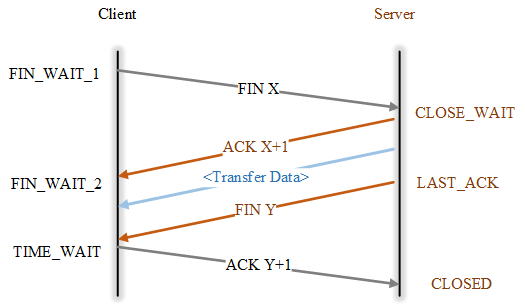 Client
Server
FIN_WAIT_1
FIN X
CLOSE_WAIT
ACK X+1
<Transfer Data>
FIN_WAIT_2
LAST_ACK
FIN Y
TIME_WAIT
ACK Y+1
CLOSED